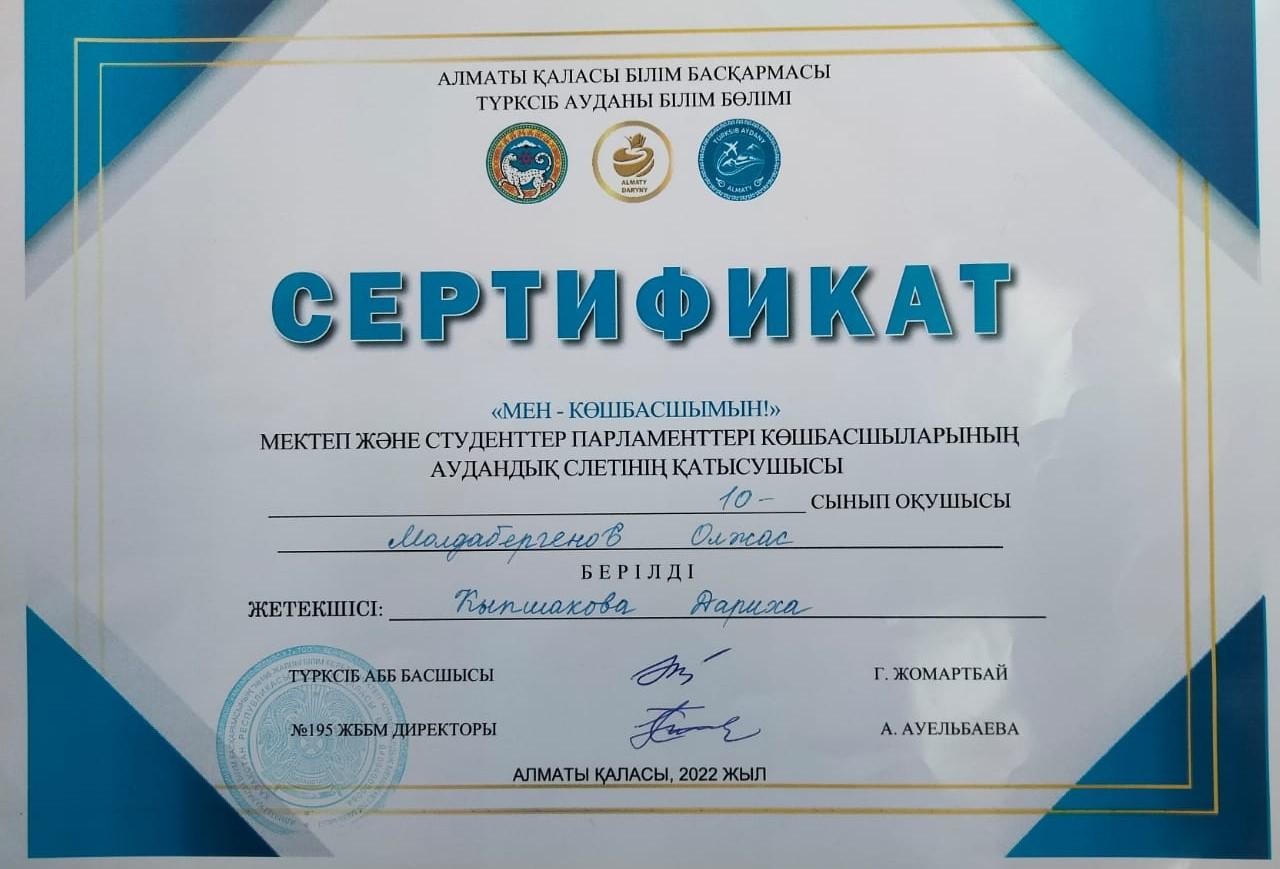 АЛМАТЫ ҚАЛАСЫ БІЛІМ БАСҚАРМАСЫ
ТҮРКСІБ АУДАНЫ БІЛІМ БӨЛІМІ
ALMATY DARYNY
TURKSIB AYDANY
ALMATY
СЕРТИФИКАТ
«МЕН - КӨШБАСШЫМЫН!»
МЕКТЕП ЖӘНЕ СТУДЕНТТЕР ПАРЛАМЕНТТЕРІ КӨШБАСШЫЛАРЫНЫҢ
АУДАНДЫҚ СЛЕТІНІҢ ҚАТЫСУШЫСЫ
10- СЫНЫП ОҚУШЫСЫ
Молдабергенов Олжас
БЕРІЛДІ
ЖЕТЕКШІСІ: Кыпшакова Дариха
ТҮРКСІБ АББ БАСШЫСЫ Г. ЖОМАРТБАЙ
№195 ЖББМ ДИРЕКТОРЫ А. АУЕЛЬБАЕВА
АЛМАТЫ ҚАЛАСЫ, 2022 ЖЫЛ